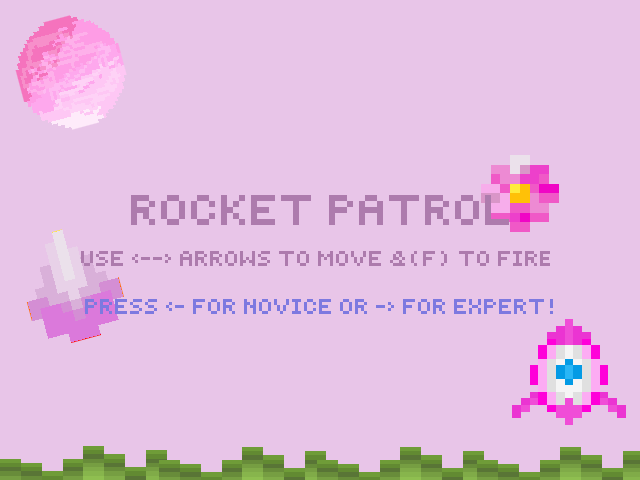 ROCKET PATROL
USE <--> ARROWS TO MOVE &(F) TO FIRE
PRESS <- FOR NOVICE OR -> FOR EXPERT!